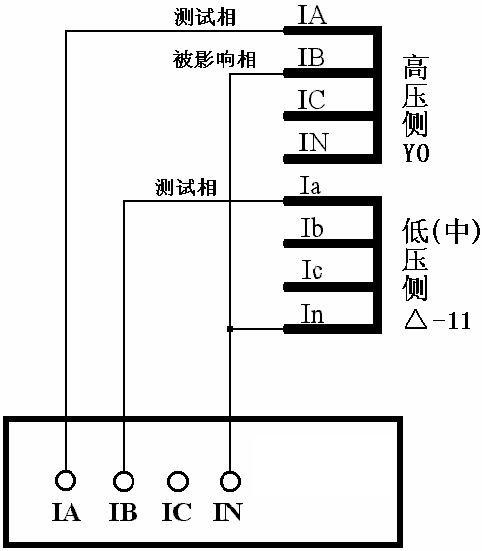 测试相 IA
被影响相 IB
IC
IN
高压侧
Y0
测试相 Ia
Ib
Ic
In
低(中)
压侧
△-11
IA IB IC IN